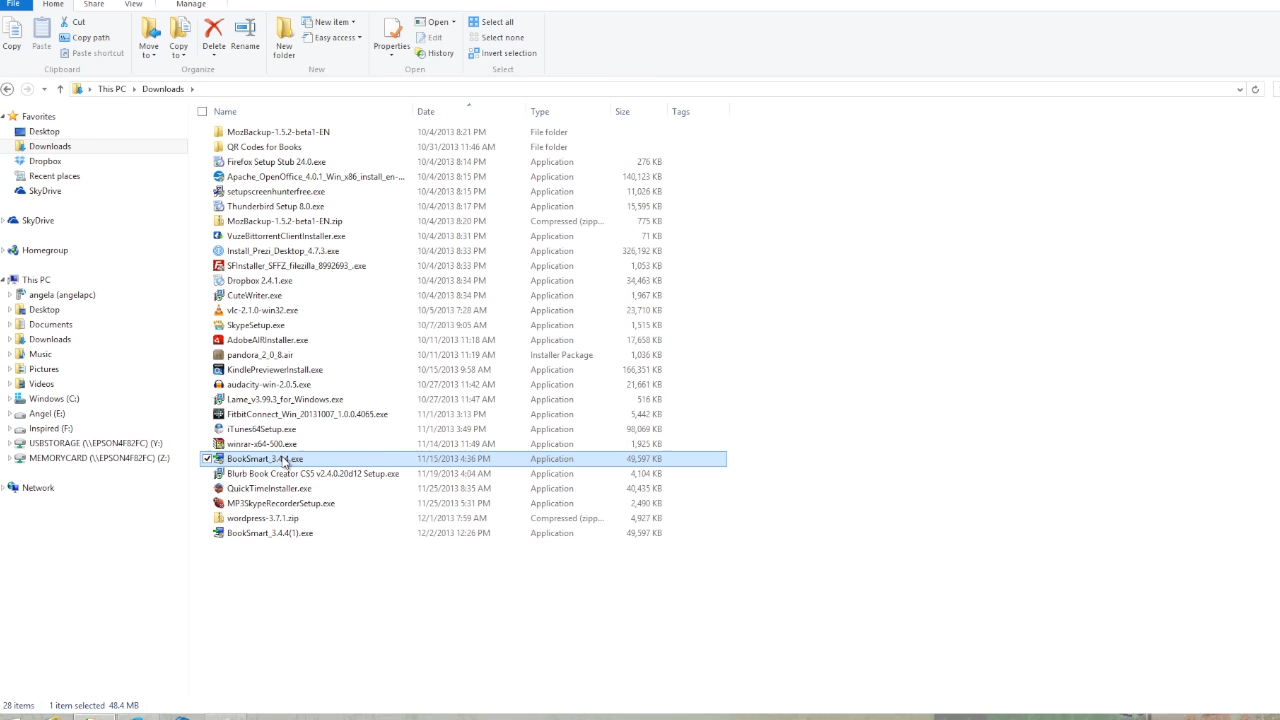 File Home Share View Manage
Copy Paste Cut Copy path Paste shortcut Move to Copy to Delete Rename New folder New item Easy access Properties Open Edit History Select all Select none Invert selection
Clipboard Organize New Open Select
This PC Downloads
Name Date Type Size Tags
Favorites
Desktop
Downloads
Dropbox
Recent places
SkyDrive
SkyDrive
Homegroup
This PC
angela (angelapc)
Desktop
Documents
Downloads
Music
Pictures
Videos
Windows (C:)
Angel (E:)
Inspired (F:)
USBSTORAGE (\\EPSON4F82FC) (Y:)
MEMORYCARD (\\EPSON4F82FC) (Z:)
Network
MozBackup-1.5.2-beta1-EN 10/4/2013 8:21 PM File folder
QR Codes for Books 10/31/2013 11:46 AM File folder
Firefox Setup Stub 24.0.exe 10/4/2013 8:14 PM Application 276 KB
Apache_OpenOffice_4.0.1_Win_x86_install_en-... 10/4/2013 8:15 PM Application 140,123 KB
setupscreenhunterfree.exe 10/4/2013 8:15 PM Application 11,026 KB
Thunderbird Setup 8.0.exe 10/4/2013 8:17 PM Application 15,595 KB
MozBackup-1.5.2-beta1-EN.zip 10/4/2013 8:20 PM Compressed (zipp... 775 KB
VuzeBittorrentClientInstaller.exe 10/4/2013 8:31 PM Application 71 KB
Install_Prezi_Desktop_4.7.3.exe 10/4/2013 8:33 PM Application 326,192 KB
SFInstaller_SFFZ_filezilla_8992693_.exe 10/4/2013 8:33 PM Application 1,053 KB
Dropbox 2.4.1.exe 10/4/2013 8:34 PM Application 34,463 KB
CuteWriter.exe 10/4/2013 8:34 PM Application 1,967 KB
vlc-2.1.0-win32.exe 10/5/2013 7:28 AM Application 23,710 KB
SkypeSetup.exe 10/7/2013 9:05 AM Application 1,515 KB
AdobeAIRInstaller.exe 10/11/2013 11:18 AM Application 17,658 KB
pandora_2_0_8.air 10/11/2013 11:19 AM Installer Package 1,036 KB
KindlePreviewerInstall.exe 10/15/2013 9:58 AM Application 166,351 KB
audacity-win-2.0.5.exe 10/27/2013 11:42 AM Application 21,661 KB
Lame_v3.99.3_for_Windows.exe 10/27/2013 11:47 AM Application 516 KB
FitbitConnect_Win_20131007_1.0.0.4065.exe 11/1/2013 3:13 PM Application 5,442 KB
iTunes64Setup.exe 11/1/2013 3:49 PM Application 98,069 KB
winrar-x64-500.exe 11/14/2013 11:49 AM Application 1,925 KB
BookSmart_3.4.4.exe 11/15/2013 4:36 PM Application 49,597 KB
Blurb Book Creator CS5 v2.4.0.20d12 Setup.exe 11/19/2013 4:04 AM Application 4,104 KB
QuickTimeInstaller.exe 11/25/2013 8:35 AM Application 40,435 KB
MP3SkypeRecorderSetup.exe 11/25/2013 5:31 PM Application 2,490 KB
wordpress-3.7.1.zip 12/1/2013 7:59 AM Compressed (zipp... 4,927 KB
BookSmart_3.4.4(1).exe 12/2/2013 12:26 PM Application 49,597 KB
28 items 1 item selected 48.4 MB